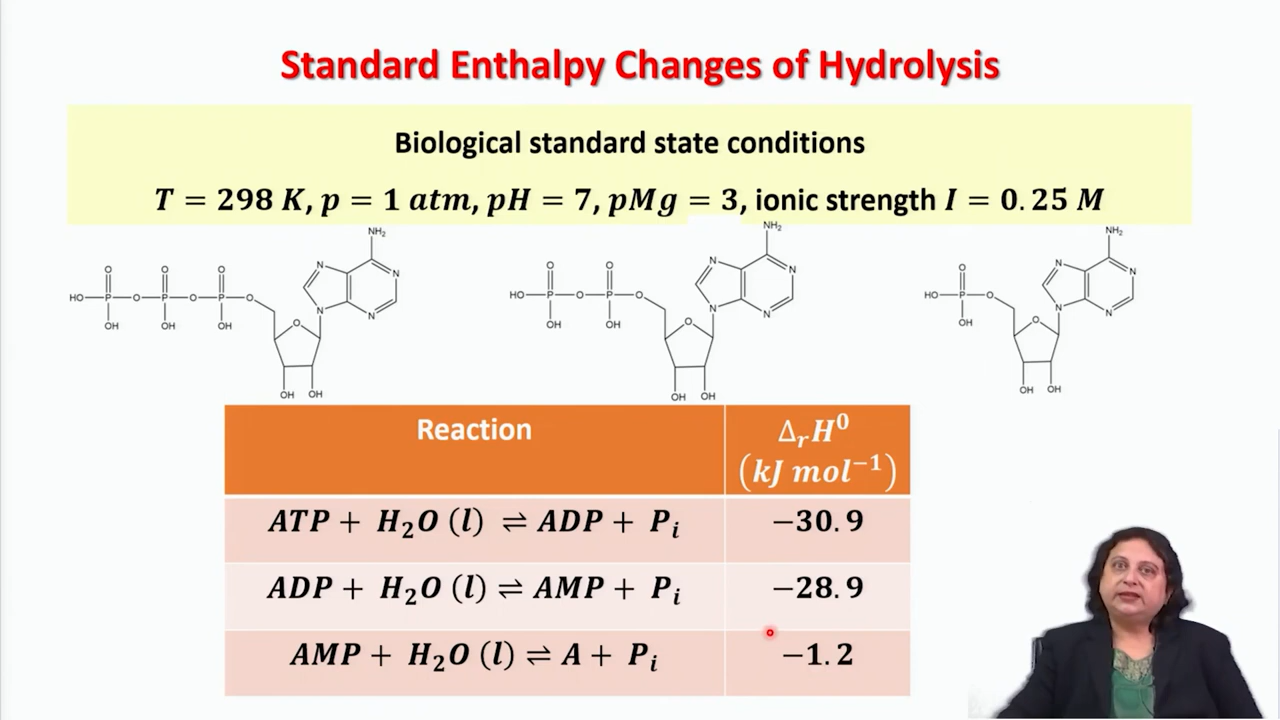 Standard Enthalpy Changes of Hydrolysis
Biological standard state conditions
T = 298 K, p = 1 atm, pH = 7, pMg = 3, ionic strength I = 0.25 M
NH₂ NH₂ NH₂
O O O N N
HO P O P O P O N N
OH OH OH O
OH OH
O O N N
HO P O P O N N
OH OH O
OH OH
O N N
HO P O N N
OH O
OH OH
Reaction ΔᵣH⁰
(kJ mol⁻¹)
ATP + H₂O (l) ⇌ ADP + Pᵢ −30.9
ADP + H₂O (l) ⇌ AMP + Pᵢ −28.9
AMP + H₂O (l) ⇌ A + Pᵢ −1.2